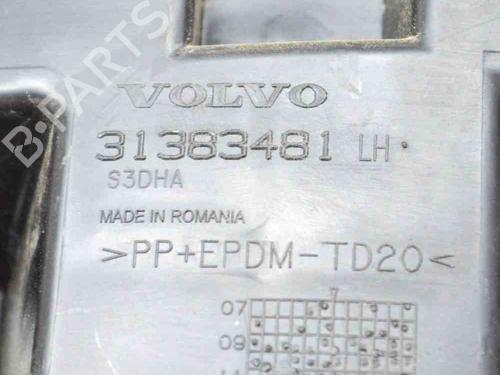 VOLVO
31383481 LH
S3DHA
MADE IN ROMANIA
>PP+EPDM-TD20<
07
09
B-PARTS